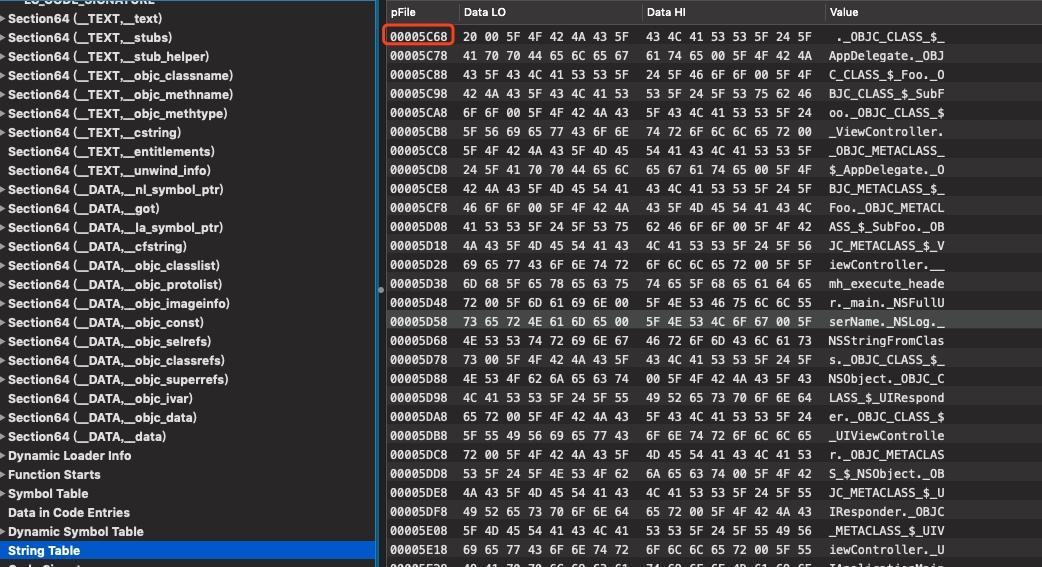 Section64 (__TEXT,__text)
Section64 (__TEXT,__stubs)
Section64 (__TEXT,__stub_helper)
Section64 (__TEXT,__objc_classname)
Section64 (__TEXT,__objc_methname)
Section64 (__TEXT,__objc_methtype)
Section64 (__TEXT,__cstring)
Section64 (__TEXT,__entitlements)
Section64 (__TEXT,__unwind_info)
Section64 (__DATA,__nl_symbol_ptr)
Section64 (__DATA,__got)
Section64 (__DATA,__la_symbol_ptr)
Section64 (__DATA,__cfstring)
Section64 (__DATA,__objc_classlist)
Section64 (__DATA,__objc_protolist)
Section64 (__DATA,__objc_imageinfo)
Section64 (__DATA,__objc_const)
Section64 (__DATA,__objc_selrefs)
Section64 (__DATA,__objc_classrefs)
Section64 (__DATA,__objc_superrefs)
Section64 (__DATA,__objc_ivar)
Section64 (__DATA,__objc_data)
Section64 (__DATA,__data)
Dynamic Loader Info
Function Starts
Symbol Table
Data in Code Entries
Dynamic Symbol Table
String Table
pFile Data LO Data HI Value
00005C68 20 00 5F 4F 42 4A 43 5F 43 4C 41 53 53 5F 24 5F  ._OBJC_CLASS_$_
00005C78 41 70 70 44 65 6C 65 67 61 74 65 00 5F 4F 42 4A AppDelegate._OBJ
00005C88 43 5F 43 4C 41 53 53 5F 24 5F 46 6F 6F 00 5F 4F C_CLASS_$_Foo._O
00005C98 42 4A 43 5F 43 4C 41 53 53 5F 24 5F 53 75 62 46 BJC_CLASS_$_SubF
00005CA8 6F 6F 00 5F 4F 42 4A 43 5F 43 4C 41 53 53 5F 24 oo._OBJC_CLASS_$
00005CB8 5F 56 69 65 77 43 6F 6E 74 72 6F 6C 6C 65 72 00 _ViewController.
00005CC8 5F 4F 42 4A 43 5F 4D 45 54 41 43 4C 41 53 53 5F _OBJC_METACLASS_
00005CD8 24 5F 41 70 70 44 65 6C 65 67 61 74 65 00 5F 4F $_AppDelegate._O
00005CE8 42 4A 43 5F 4D 45 54 41 43 4C 41 53 53 5F 24 5F BJC_METACLASS_$_
00005CF8 46 6F 6F 00 5F 4F 42 4A 43 5F 4D 45 54 41 43 4C Foo._OBJC_METACL
00005D08 41 53 53 5F 24 5F 53 75 62 46 6F 6F 00 5F 4F 42 ASS_$_SubFoo._OB
00005D18 4A 43 5F 4D 45 54 41 43 4C 41 53 53 5F 24 5F 56 JC_METACLASS_$_V
00005D28 69 65 77 43 6F 6E 74 72 6F 6C 6C 65 72 00 5F 5F iewController.__
00005D38 6D 68 5F 65 78 65 63 75 74 65 5F 68 65 61 64 65 mh_execute_heade
00005D48 72 00 5F 6D 61 69 6E 00 5F 4E 53 46 75 6C 6C 55 r._main._NSFullU
00005D58 73 65 72 4E 61 6D 65 00 5F 4E 53 4C 6F 67 00 5F serName._NSLog._
00005D68 4E 53 53 74 72 69 6E 67 46 72 6F 6D 43 6C 61 73 NSStringFromClas
00005D78 73 00 5F 4F 42 4A 43 5F 43 4C 41 53 53 5F 24 5F s._OBJC_CLASS_$_
00005D88 4E 53 4F 62 6A 65 63 74 00 5F 4F 42 4A 43 5F 43 NSObject._OBJC_C
00005D98 4C 41 53 53 5F 24 5F 55 49 52 65 73 70 6F 6E 64 LASS_$_UIRespond
00005DA8 65 72 00 5F 4F 42 4A 43 5F 43 4C 41 53 53 5F 24 er._OBJC_CLASS_$
00005DB8 5F 55 49 56 69 65 77 43 6F 6E 74 72 6F 6C 6C 65 _UIViewControlle
00005DC8 72 00 5F 4F 42 4A 43 5F 4D 45 54 41 43 4C 41 53 r._OBJC_METACLAS
00005DD8 53 5F 24 5F 4E 53 4F 62 6A 65 63 74 00 5F 4F 42 S_$_NSObject._OB
00005DE8 4A 43 5F 4D 45 54 41 43 4C 41 53 53 5F 24 5F 55 JC_METACLASS_$_U
00005DF8 49 52 65 73 70 6F 6E 64 65 72 00 5F 4F 42 4A 43 IResponder._OBJC
00005E08 5F 4D 45 54 41 43 4C 41 53 53 5F 24 5F 55 49 56 _METACLASS_$_UIV
00005E18 69 65 77 43 6F 6E 74 72 6F 6C 6C 65 72 00 5F 55 iewController._U